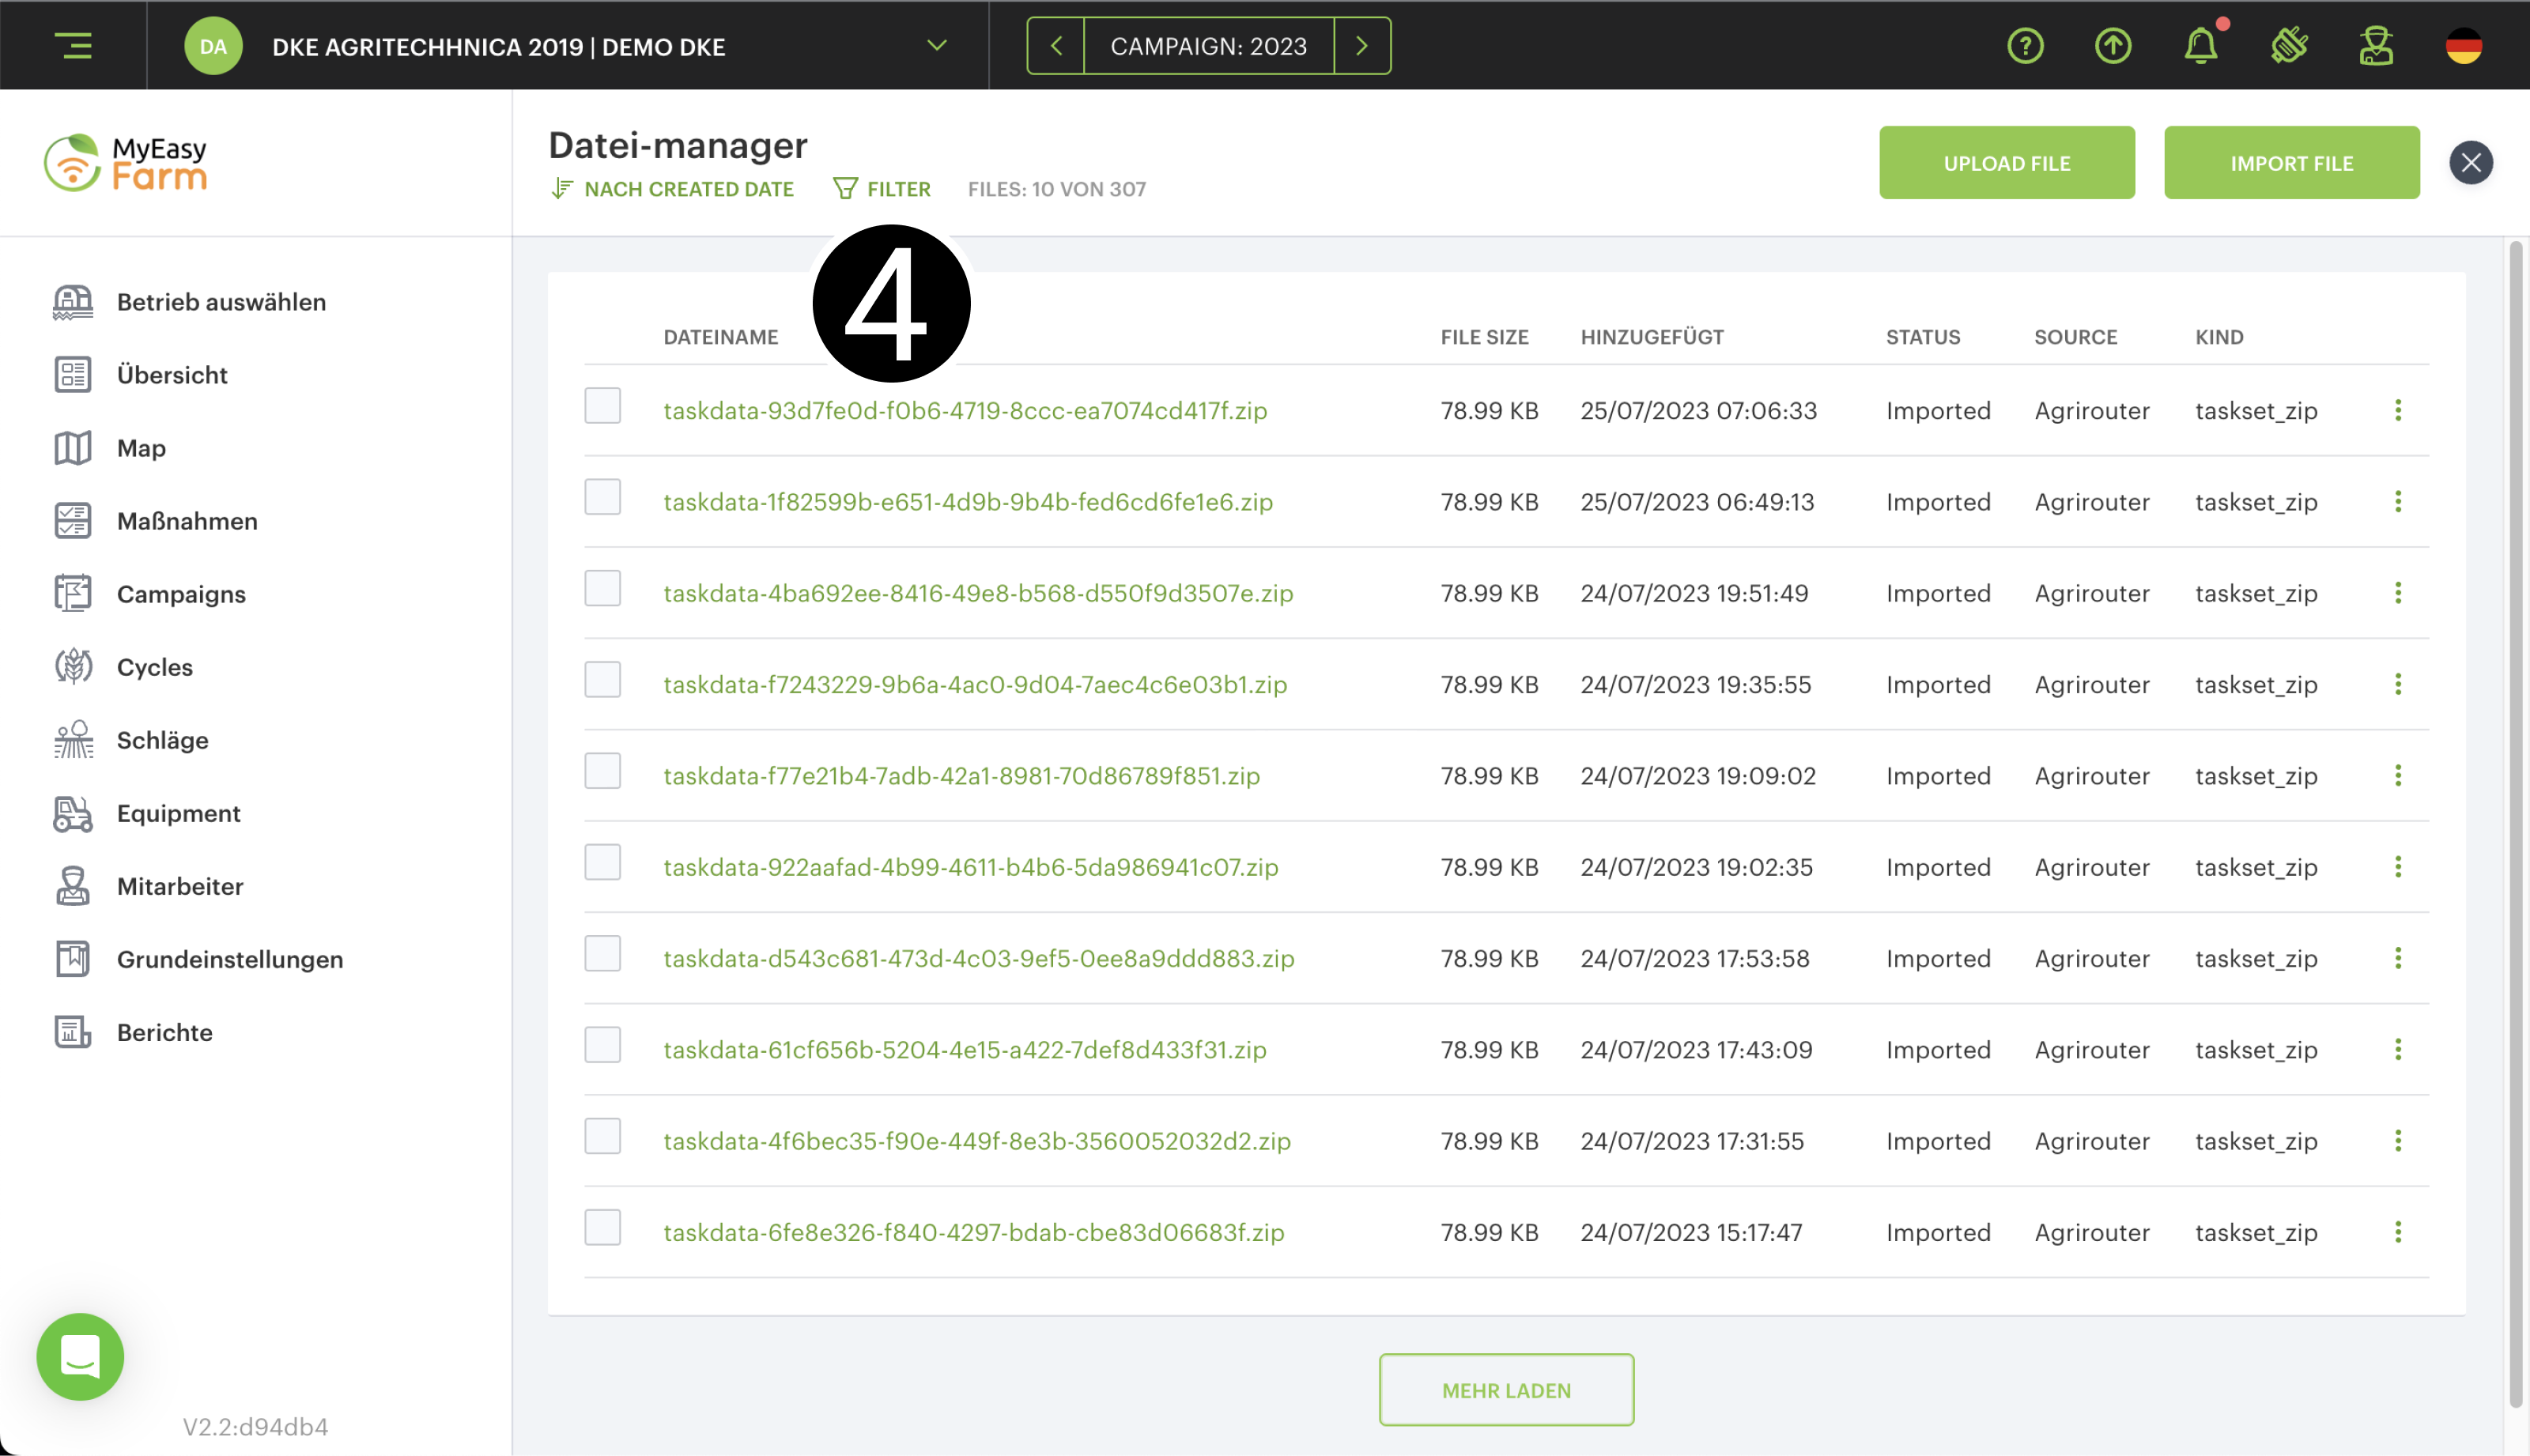 DA DKE AGRITECHHNICA 2019 | DEMO DKE CAMPAIGN: 2023
MyEasy
Farm
Datei-manager
NACH CREATED DATE FILTER FILES: 10 VON 307
UPLOAD FILE IMPORT FILE
4
Betrieb auswählen
Übersicht
Map
Maßnahmen
Campaigns
Cycles
Schläge
Equipment
Mitarbeiter
Grundeinstellungen
Berichte
V2.2:d94db4
DATEINAME FILE SIZE HINZUGEFÜGT STATUS SOURCE KIND
taskdata-93d7fe0d-f0b6-4719-8ccc-ea7074cd417f.zip 78.99 KB 25/07/2023 07:06:33 Imported Agrirouter taskset_zip
taskdata-1f82599b-e651-4d9b-9b4b-fed6cd6fe1e6.zip 78.99 KB 25/07/2023 06:49:13 Imported Agrirouter taskset_zip
taskdata-4ba692ee-8416-49e8-b568-d550f9d3507e.zip 78.99 KB 24/07/2023 19:51:49 Imported Agrirouter taskset_zip
taskdata-f7243229-9b6a-4ac0-9d04-7aec4c6e03b1.zip 78.99 KB 24/07/2023 19:35:55 Imported Agrirouter taskset_zip
taskdata-f77e21b4-7adb-42a1-8981-70d86789f851.zip 78.99 KB 24/07/2023 19:09:02 Imported Agrirouter taskset_zip
taskdata-922aafad-4b99-4611-b4b6-5da986941c07.zip 78.99 KB 24/07/2023 19:02:35 Imported Agrirouter taskset_zip
taskdata-d543c681-473d-4c03-9ef5-0ee8a9ddd883.zip 78.99 KB 24/07/2023 17:53:58 Imported Agrirouter taskset_zip
taskdata-61cf656b-5204-4e15-a422-7def8d433f31.zip 78.99 KB 24/07/2023 17:43:09 Imported Agrirouter taskset_zip
taskdata-4f6bec35-f90e-449f-8e3b-3560052032d2.zip 78.99 KB 24/07/2023 17:31:55 Imported Agrirouter taskset_zip
taskdata-6fe8e326-f840-4297-bdab-cbe83d06683f.zip 78.99 KB 24/07/2023 15:17:47 Imported Agrirouter taskset_zip
MEHR LADEN